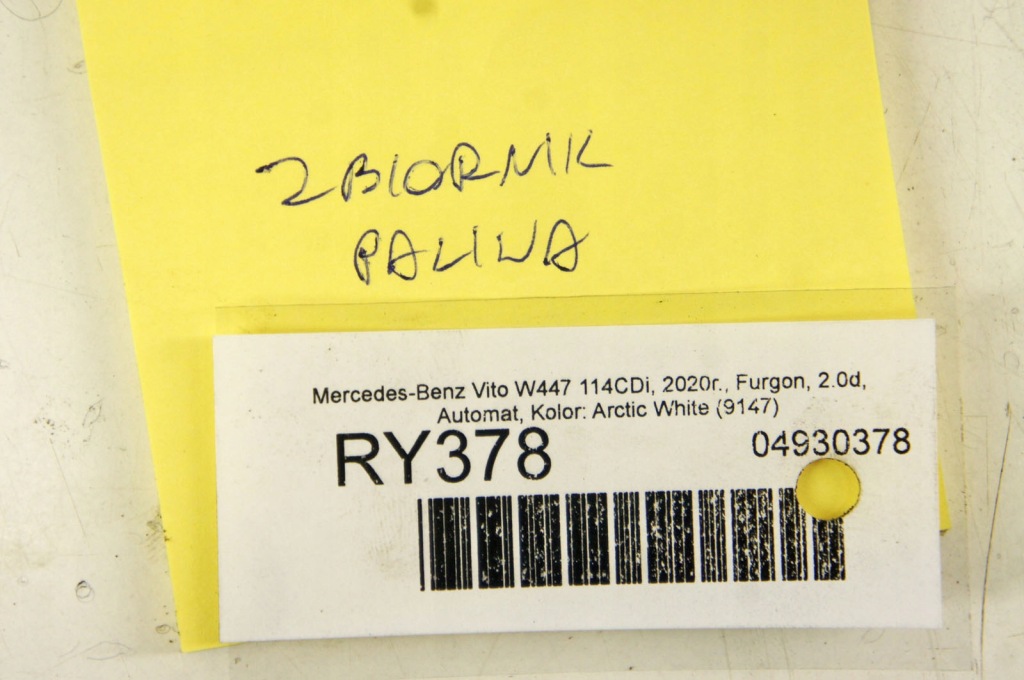 ZBIORNIK
PALIWA
Mercedes-Benz Vito W447 114CDi, 2020r., Furgon, 2.0d,
Automat, Kolor: Arctic White (9147)
RY378 04930378